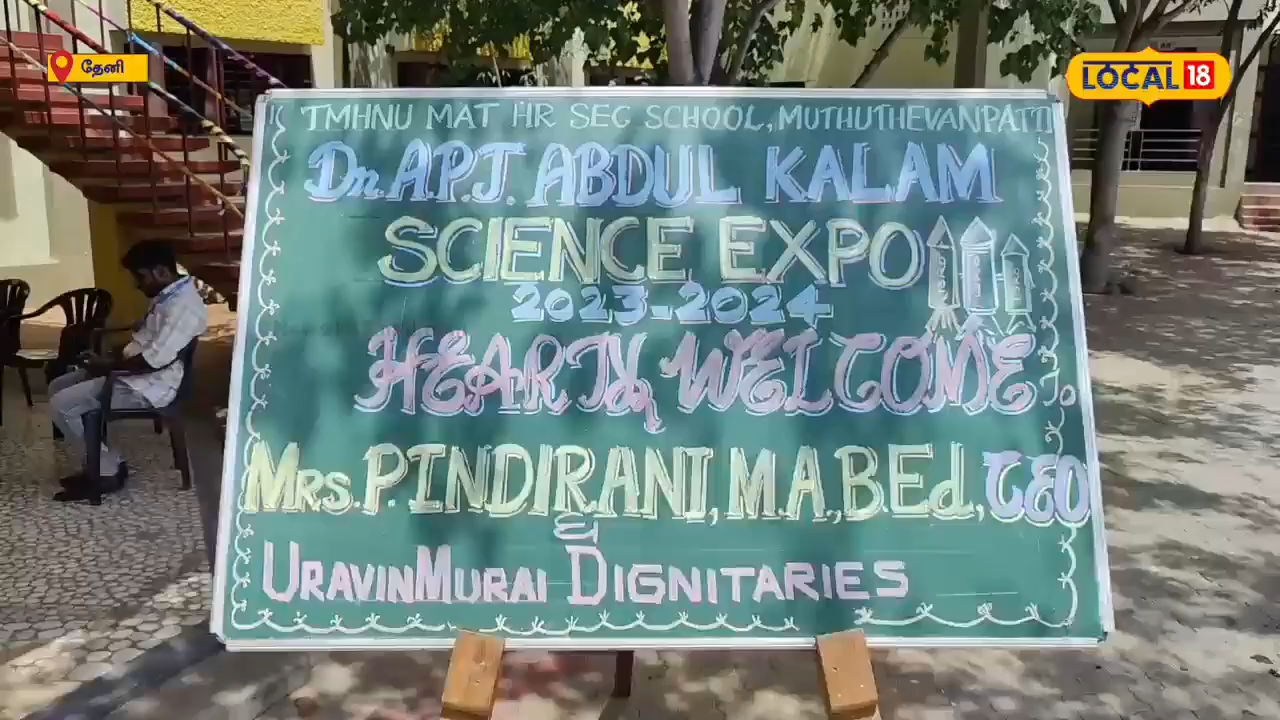 தேனி
LOCAL 18
TMHNU MAT HR SEC SCHOOL, MUTHUTHEVANPATTI
Dr. A.P.J. ABDUL KALAM
SCIENCE EXPO
2023-2024
HEARTY WELCOME
Mrs. P. INDIRANI, M.A., B.Ed., CEO
&
URAVINMURAI DIGNITARIES